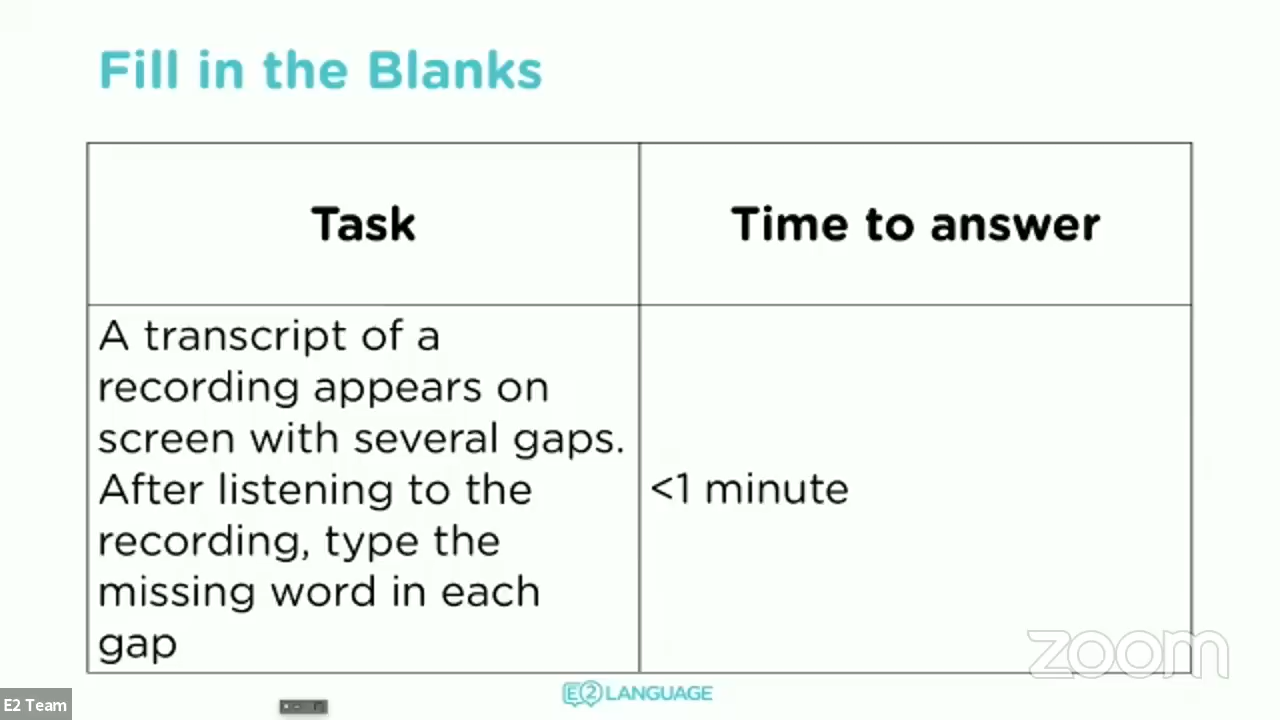 Fill in the Blanks
Task
Time to answer
A transcript of a
recording appears on
screen with several gaps.
After listening to the
recording, type the
missing word in each
gap
<1 minute
zoom
E2 LANGUAGE
E2 Team